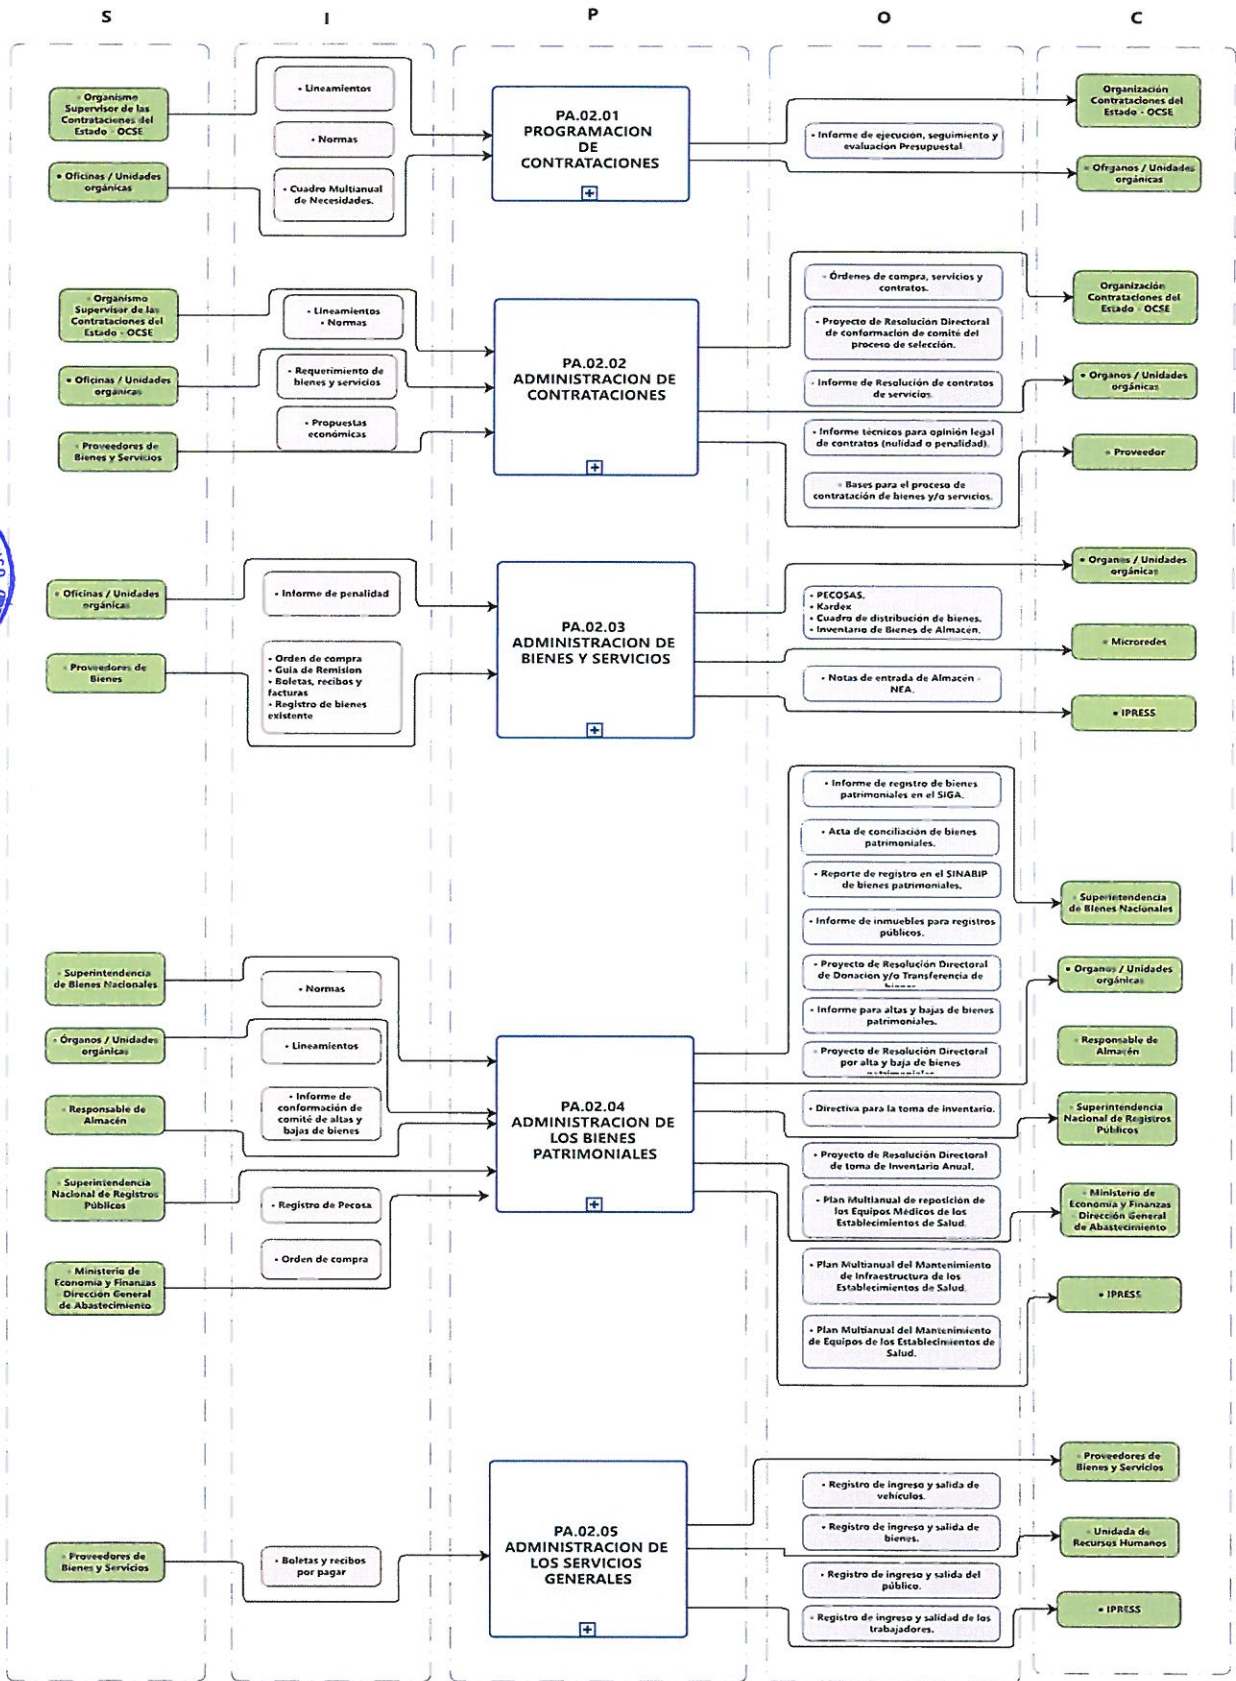 S I P O C
• Organismo
Supervisor de las
Contrataciones del
Estado - OCSE
• Oficinas / Unidades
orgánicas
• Lineamientos
• Normas
• Cuadro Multianual
de Necesidades.
PA.02.01
PROGRAMACION
DE
CONTRATACIONES
• Informe de ejecución, seguimiento y
evaluación Presupuestal
Organización
Contrataciones del
Estado - OCSE
• Ofrganos / Unidades
orgánicas
• Organismo
Supervisor de las
Contrataciones del
Estado - OCSE
• Oficinas / Unidades
orgánicas
• Proveedores de
Bienes y Servicios
• Lineamientos
• Normas
• Requerimiento de
bienes y servicios
• Propuestas
económicas
PA.02.02
ADMINISTRACION DE
CONTRATACIONES
• Órdenes de compra, servicios y
contratos.
• Proyecto de Resolución Directoral
de conformación de comité del
proceso de selección.
• Informe de Resolución de contratos
de servicios.
• Informe técnicos para opinión legal
de contratos (nulidad o penalidad).
• Bases para el proceso de
contratación de bienes y/o servicios.
Organización
Contrataciones del
Estado - OCSE
• Organos / Unidades
orgánicas
• Proveedor
• Oficinas / Unidades
orgánicas
• Proveedores de
Bienes
• Informe de penalidad
• Orden de compra
• Guia de Remision
• Boletas, recibos y
facturas
• Registro de bienes
existente
PA.02.03
ADMINISTRACION DE
BIENES Y SERVICIOS
• PECOSAS.
• Kardex
• Cuadro de distribución de bienes.
• Inventario de Bienes de Almacén.
• Notas de entrada de Almacén -
NEA.
• Organos / Unidades
orgánicas
• Microredes
• IPRESS
• Superintendencia
de Bienes Nacionales
• Órganos / Unidades
orgánicas
• Responsable de
Almacén
• Superintendencia
Nacional de Registros
Públicos
• Ministerio de
Economía y Finanzas
Dirección General
de Abastecimiento
• Normas
• Lineamientos
• Informe de
conformación de
comité de altas y
bajas de bienes
• Registro de Pecosa
• Orden de compra
PA.02.04
ADMINISTRACION DE
LOS BIENES
PATRIMONIALES
• Informe de registro de bienes
patrimoniales en el SIGA.
• Acta de conciliación de bienes
patrimoniales.
• Reporte de registro en el SINABIP
de bienes patrimoniales.
• Informe de inmuebles para registros
públicos.
• Proyecto de Resolución Directoral
de Donación y/o Transferencia de
• Informe para altas y bajas de bienes
patrimoniales.
• Proyecto de Resolución Directoral
por alta y baja de bienes
• Directiva para la toma de inventario.
• Proyecto de Resolución Directoral
de toma de Inventario Anual.
• Plan Multianual de reposición de
los Equipos Médicos de los
Establecimientos de Salud.
• Plan Multianual del Mantenimiento
de Infraestructura de los
Establecimientos de Salud.
• Plan Multianual del Mantenimiento
de Equipos de los Establecimientos de
Salud.
• Superintendencia
de Bienes Nacionales
• Organos / Unidades
orgánicas
• Responsable de
Almacén
• Superintendencia
Nacional de Registros
Públicos
• Ministerio de
Economía y Finanzas
Dirección General
de Abastecimiento
• IPRESS
• Proveedores de
Bienes y Servicios
• Boletas y recibos
por pagar
PA.02.05
ADMINISTRACION DE
LOS SERVICIOS
GENERALES
• Registro de ingreso y salida de
vehículos.
• Registro de ingreso y salida de
bienes.
• Registro de ingreso y salida del
público.
• Registro de ingreso y salidad de los
trabajadores.
• Proveedores de
Bienes y Servicios
• Unidada de
Recursos Humanos
• IPRESS